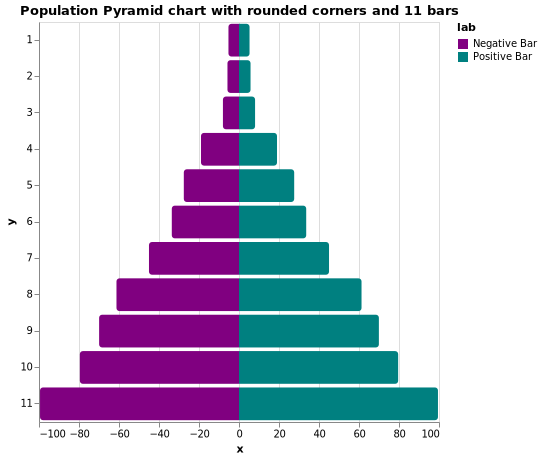 Population Pyramid chart with rounded corners and 11 bars
lab
Negative Bar
Positive Bar
y
1
2
3
4
5
6
7
8
9
10
11
−100 −80 −60 −40 −20 0 20 40 60 80 100
x